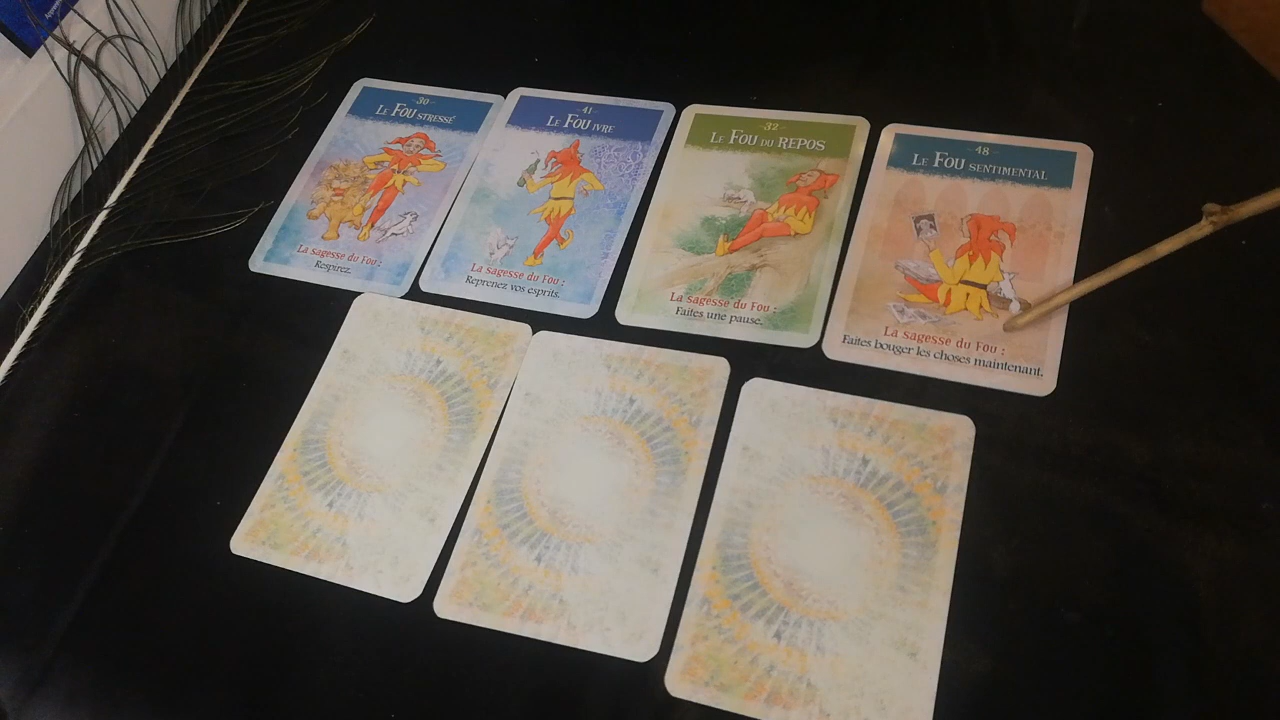 -30-
Le Fou stressé
La sagesse du Fou :
Respirez.
-41-
Le Fou ivre
La sagesse du Fou :
Reprenez vos esprits.
-32-
Le Fou du repos
La sagesse du Fou :
Faites une pause.
-48-
Le Fou sentimental
La sagesse du Fou :
Faites bouger les choses maintenant.